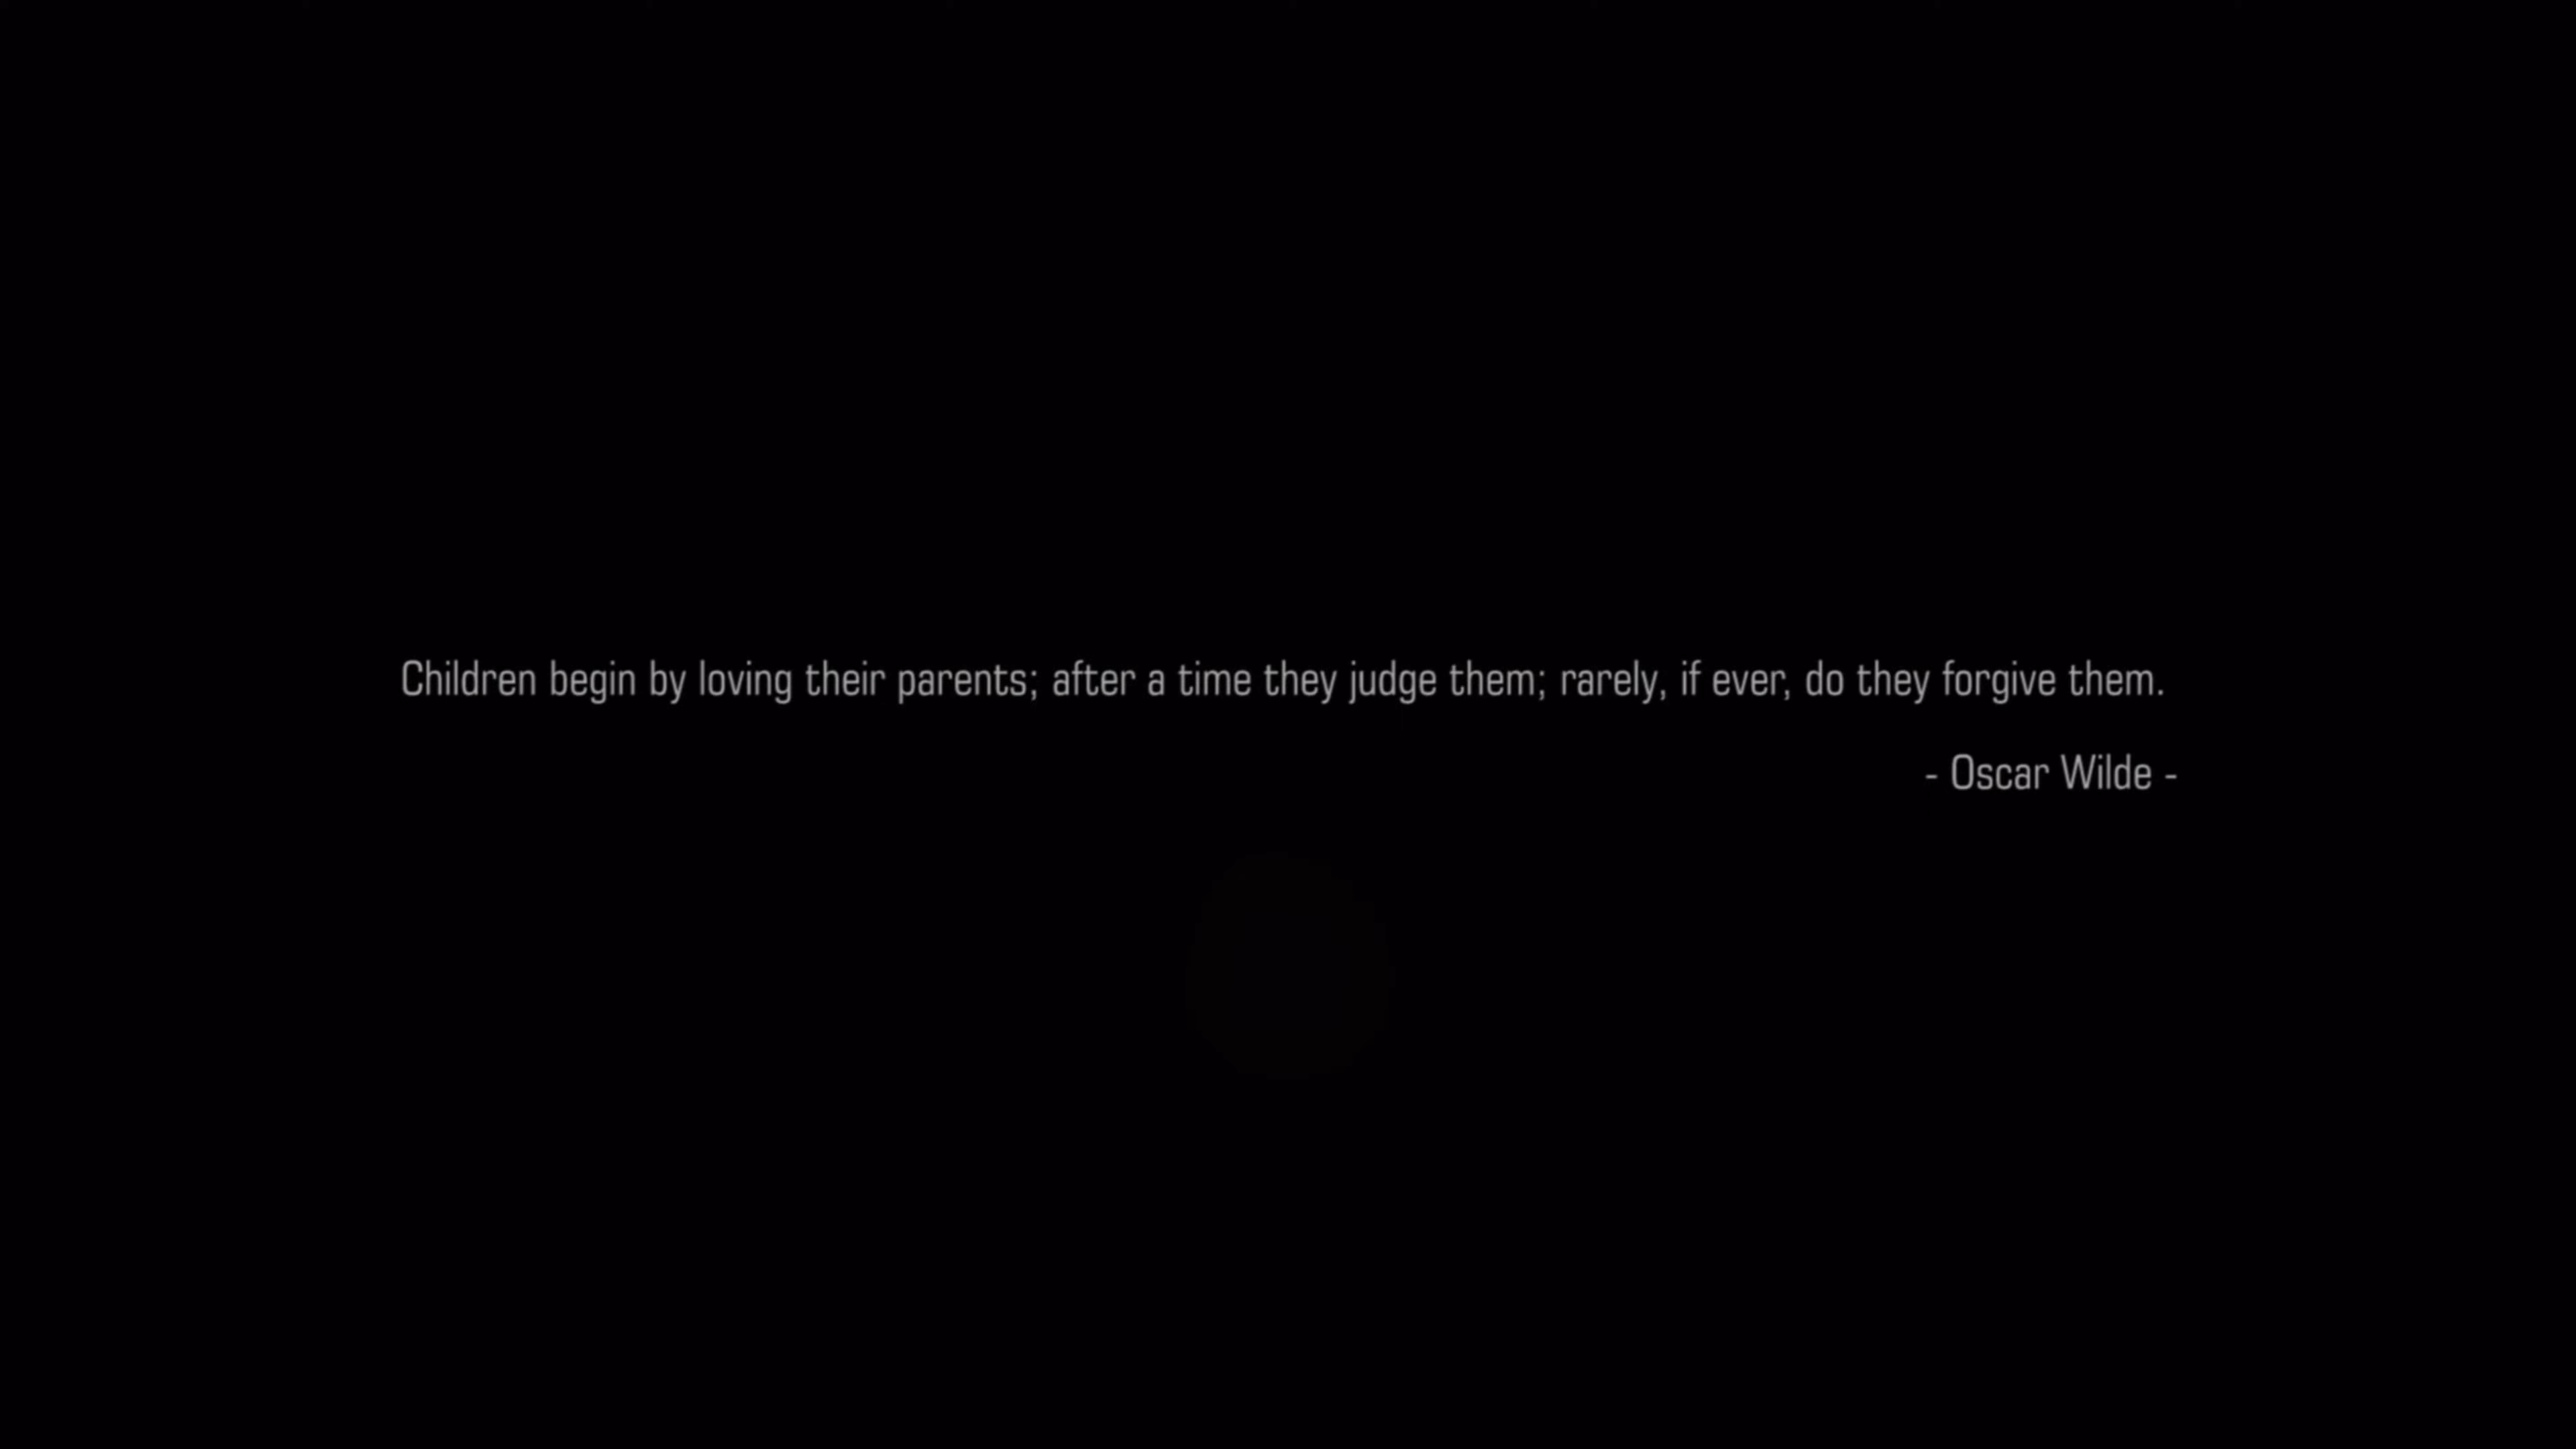 Children begin by loving their parents; after a time they judge them; rarely, if ever, do they forgive them.
- Oscar Wilde -